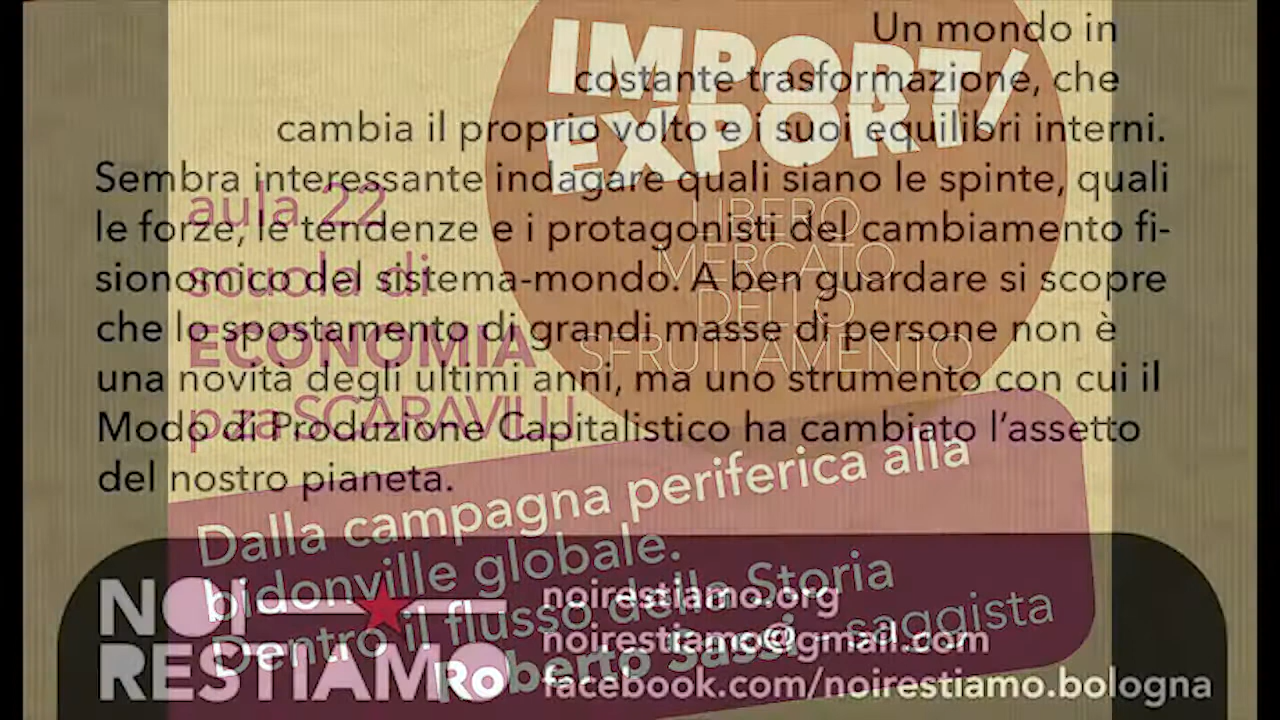 Un mondo in
costante trasformazione, che
cambia il proprio volto e i suoi equilibri interni.
Sembra interessante indagare quali siano le spinte, quali
le forze, le tendenze e i protagonisti del cambiamento fi-
sionomico del sistema-mondo. A ben guardare si scopre
che lo spostamento di grandi masse di persone non è
una novità degli ultimi anni, ma uno strumento con cui il
Modo di Produzione Capitalistico ha cambiato l'assetto
del nostro pianeta.
IMPORT/
EXPORT
LIBERO
MERCATO
DELLO
SFRUTTAMENTO
aula 22
scuola di
ECONOMIA
p.za SCARAVILLI
Dalla campagna periferica alla
bidonville globale.
Dentro il flusso della Storia
Roberto Sassi - saggista
NOI
RESTIAMO
noirestiamo.org
noirestiamo@gmail.com
facebook.com/noirestiamo.bologna